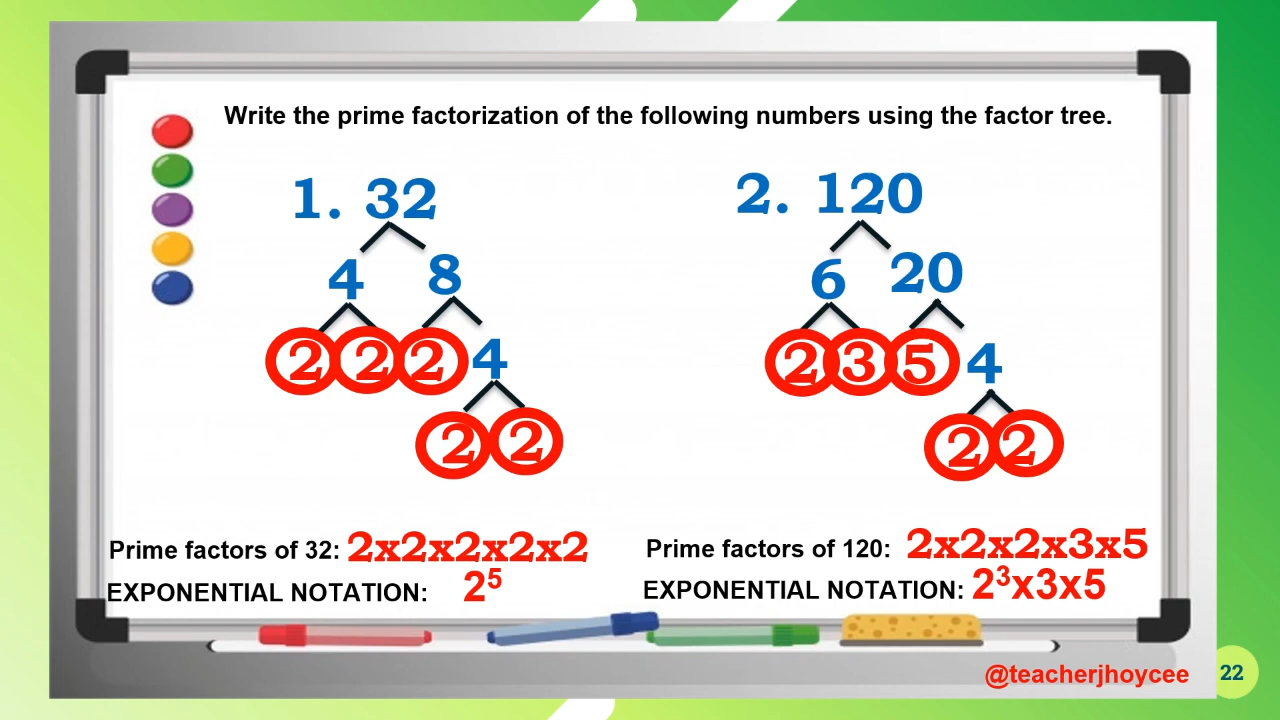 Write the prime factorization of the following numbers using the factor tree.
1. 32
4 8
2 2 2 4
2 2
Prime factors of 32: 2x2x2x2x2
EXPONENTIAL NOTATION: 2⁵
2. 120
6 20
2 3 5 4
2 2
Prime factors of 120: 2x2x2x3x5
EXPONENTIAL NOTATION: 2³x3x5
@teacherjhoycee
22